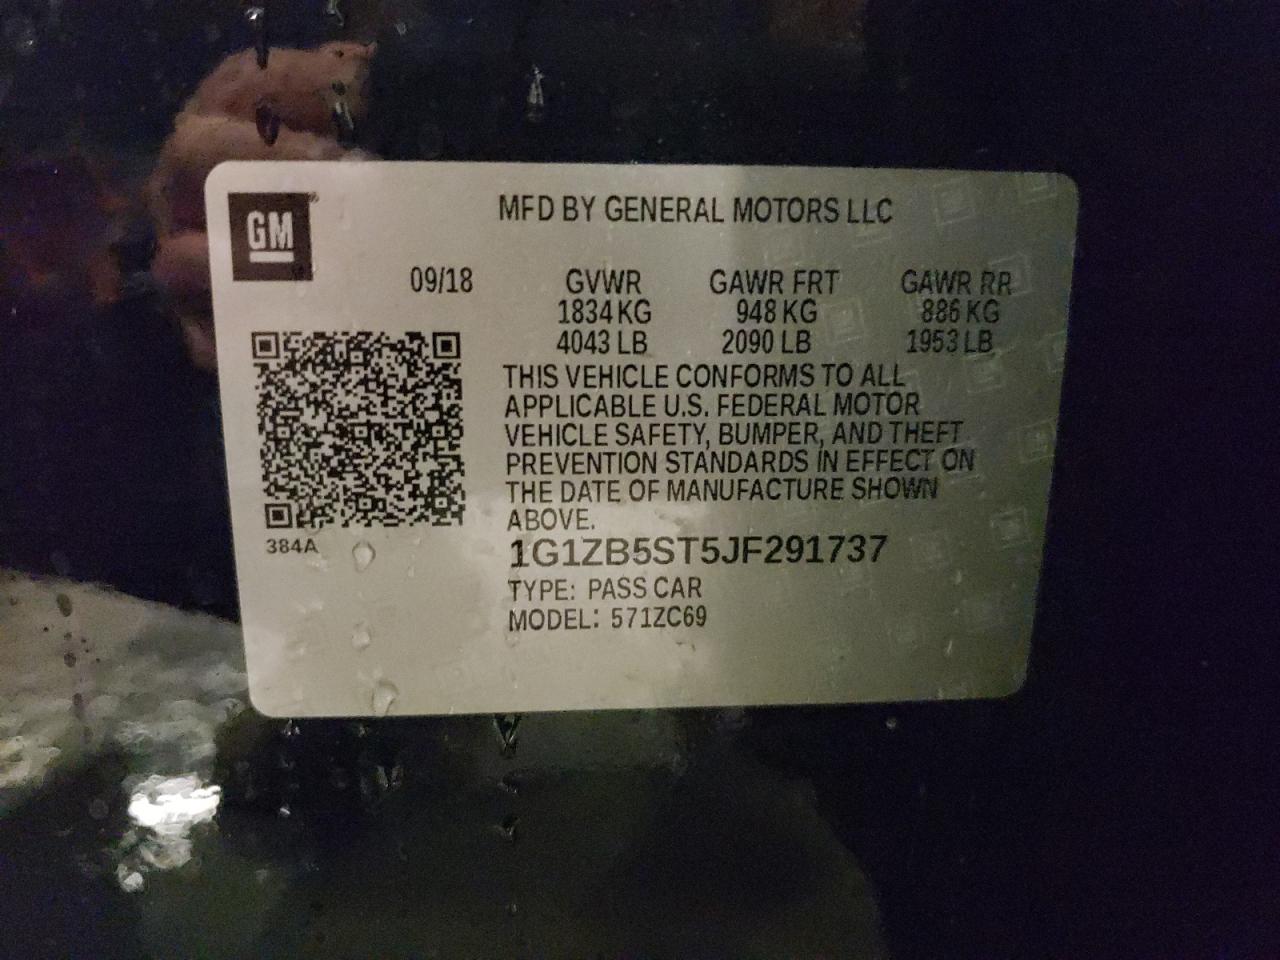 GM
MFD BY GENERAL MOTORS LLC
09/18 GVWR GAWR FRT GAWR RR
1834 KG 948 KG 886 KG
4043 LB 2090 LB 1953 LB
THIS VEHICLE CONFORMS TO ALL
APPLICABLE U.S. FEDERAL MOTOR
VEHICLE SAFETY, BUMPER, AND THEFT
PREVENTION STANDARDS IN EFFECT ON
THE DATE OF MANUFACTURE SHOWN
ABOVE.
384A
1G1ZB5ST5JF291737
TYPE: PASS CAR
MODEL: 571ZC69